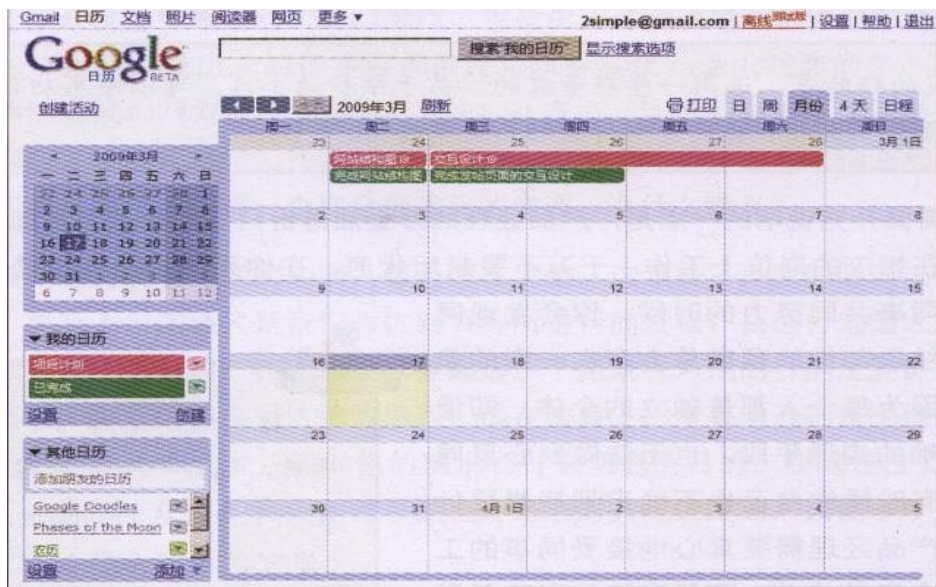 Gmail 日历 文档 照片 阅读器 网页 更多 ▼
2simple@gmail.com | 离线测试版 | 设置 | 帮助 | 退出
Google
日历 BETA
搜索"我的日历"
显示搜索选项
创建活动
今天
2009年3月
刷新
打印 日 周 月份 4 天 日程
周一 周二 周三 周四 周五 周六 周日
« 2009年3月 »
一 二 三 四 五 六 日
22 24 25 26 27 28 1
2 3 4 5 6 7 8
9 10 11 12 13 14 15
16 17 18 19 20 21 22
23 24 25 26 27 28 29
30 31 1 2 3 4 5
6 7 8 9 10 11 12
▼ 我的日历
项目计划
已完成
设置 创建
▼ 其他日历
添加朋友的日历
Google Doodles
Phases of the Moon
农历
设置 添加 ▼
23 24 25 26 27 28 3月 1日
网站结构图 交互设计
完成网站结构图 完成发帖页面的交互设计
2 3 4 5 6 7 8
9 10 11 12 13 14 15
16 17 18 19 20 21 22
23 24 25 26 27 28 29
30 31 4月 1日 2 3 4 5